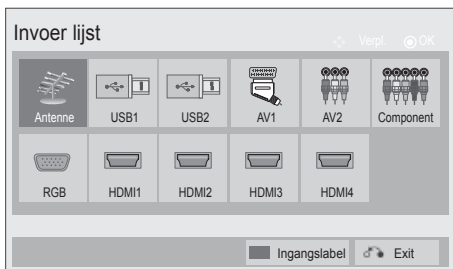 Invoer lijst
Verpl. OK
Antenne USB1 USB2 AV1 AV2 Component
RGB HDMI1 HDMI2 HDMI3 HDMI4
Ingangslabel Exit